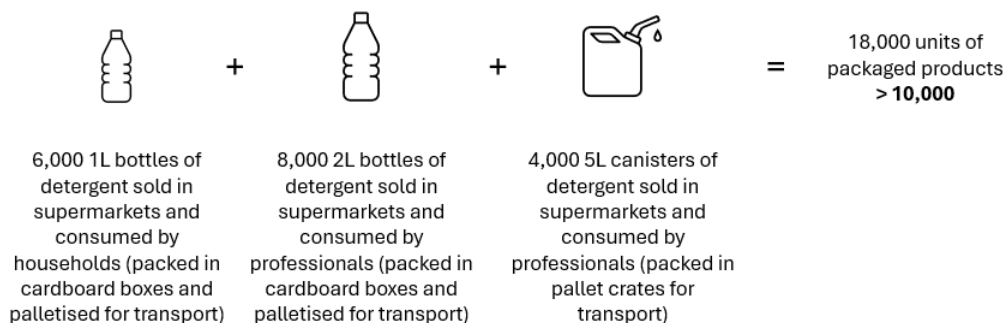 +
+
=
18,000 units of
packaged products
> 10,000
6,000 1L bottles of
detergent sold in
supermarkets and
consumed by
households (packed in
cardboard boxes and
palletised for transport)
8,000 2L bottles of
detergent sold in
supermarkets and
consumed by
professionals (packed in
cardboard boxes and
palletised for transport)
4,000 5L canisters of
detergent sold in
supermarkets and
consumed by
professionals (packed in
pallet crates for
transport)